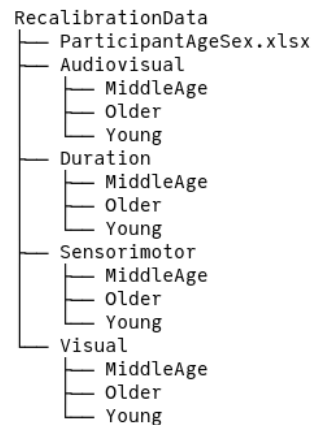 RecalibrationData
├── ParticipantAgeSex.xlsx
├── Audiovisual
│   ├── MiddleAge
│   ├── Older
│   └── Young
├── Duration
│   ├── MiddleAge
│   ├── Older
│   └── Young
├── Sensorimotor
│   ├── MiddleAge
│   ├── Older
│   └── Young
└── Visual
    ├── MiddleAge
    ├── Older
    └── Young